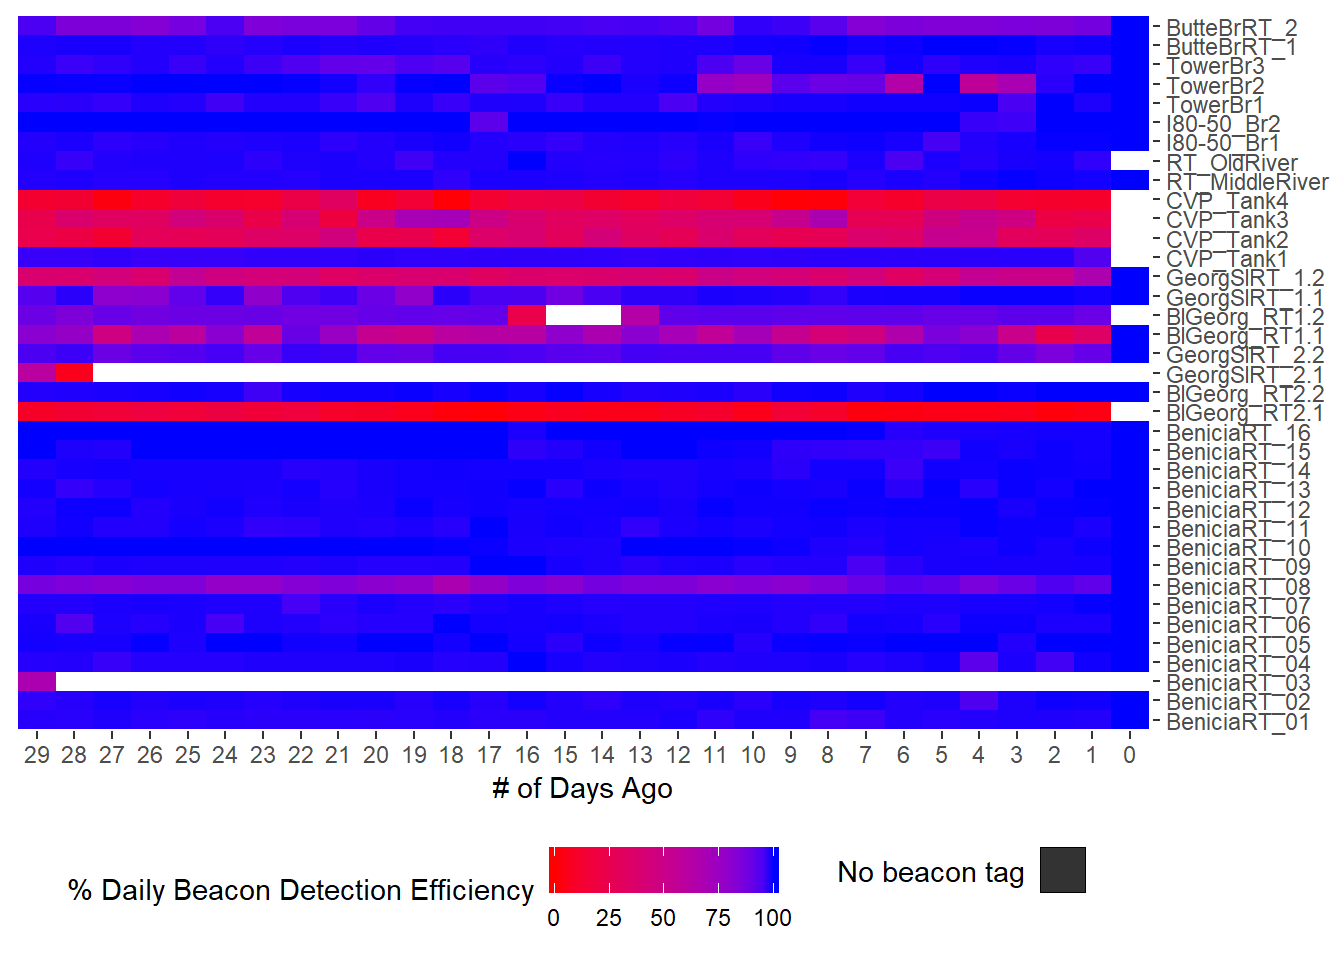 ButteBrRT_2
ButteBrRT_1
TowerBr3
TowerBr2
TowerBr1
I80-50_Br2
I80-50_Br1
RT_OldRiver
RT_MiddleRiver
CVP_Tank4
CVP_Tank3
CVP_Tank2
CVP_Tank1
GeorgSlRT_1.2
GeorgSlRT_1.1
BlGeorg_RT1.2
BlGeorg_RT1.1
GeorgSlRT_2.2
GeorgSlRT_2.1
BlGeorg_RT2.2
BlGeorg_RT2.1
BeniciaRT_16
BeniciaRT_15
BeniciaRT_14
BeniciaRT_13
BeniciaRT_12
BeniciaRT_11
BeniciaRT_10
BeniciaRT_09
BeniciaRT_08
BeniciaRT_07
BeniciaRT_06
BeniciaRT_05
BeniciaRT_04
BeniciaRT_03
BeniciaRT_02
BeniciaRT_01
29 28 27 26 25 24 23 22 21 20 19 18 17 16 15 14 13 12 11 10 9 8 7 6 5 4 3 2 1 0
# of Days Ago
% Daily Beacon Detection Efficiency
0 25 50 75 100
No beacon tag